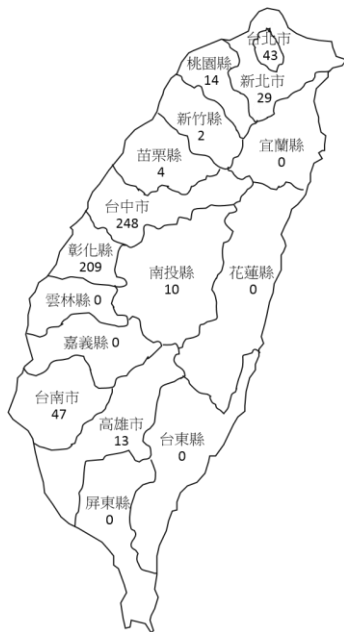 台北市
43
桃園縣
14
新北市
29
新竹縣
2
宜蘭縣
0
苗栗縣
4
台中市
248
彰化縣
209
南投縣
10
花蓮縣
0
雲林縣 0
嘉義縣 0
台南市
47
高雄市
13
台東縣
0
屏東縣
0